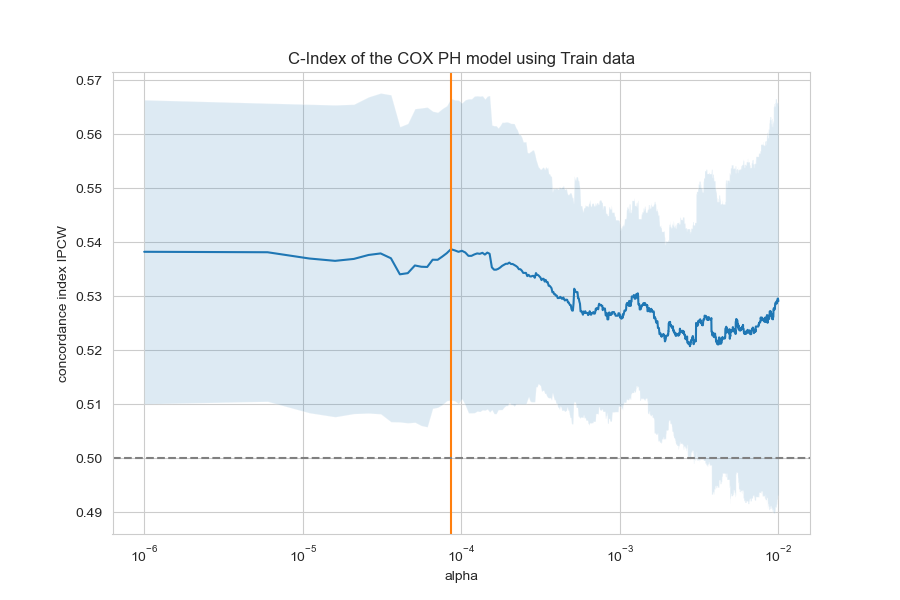 C-Index of the COX PH model using Train data
concordance index IPCW
0.57
0.56
0.55
0.54
0.53
0.52
0.51
0.50
0.49
10⁻⁶ 10⁻⁵ 10⁻⁴ 10⁻³ 10⁻²
alpha